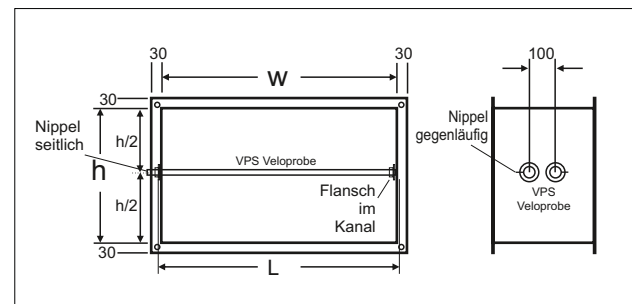 30
W
30
30
Nippel
seitlich
h/2
h
h/2
VPS Veloprobe
Flansch
im
Kanal
30
L
100
Nippel
gegenläufig
VPS
Veloprobe